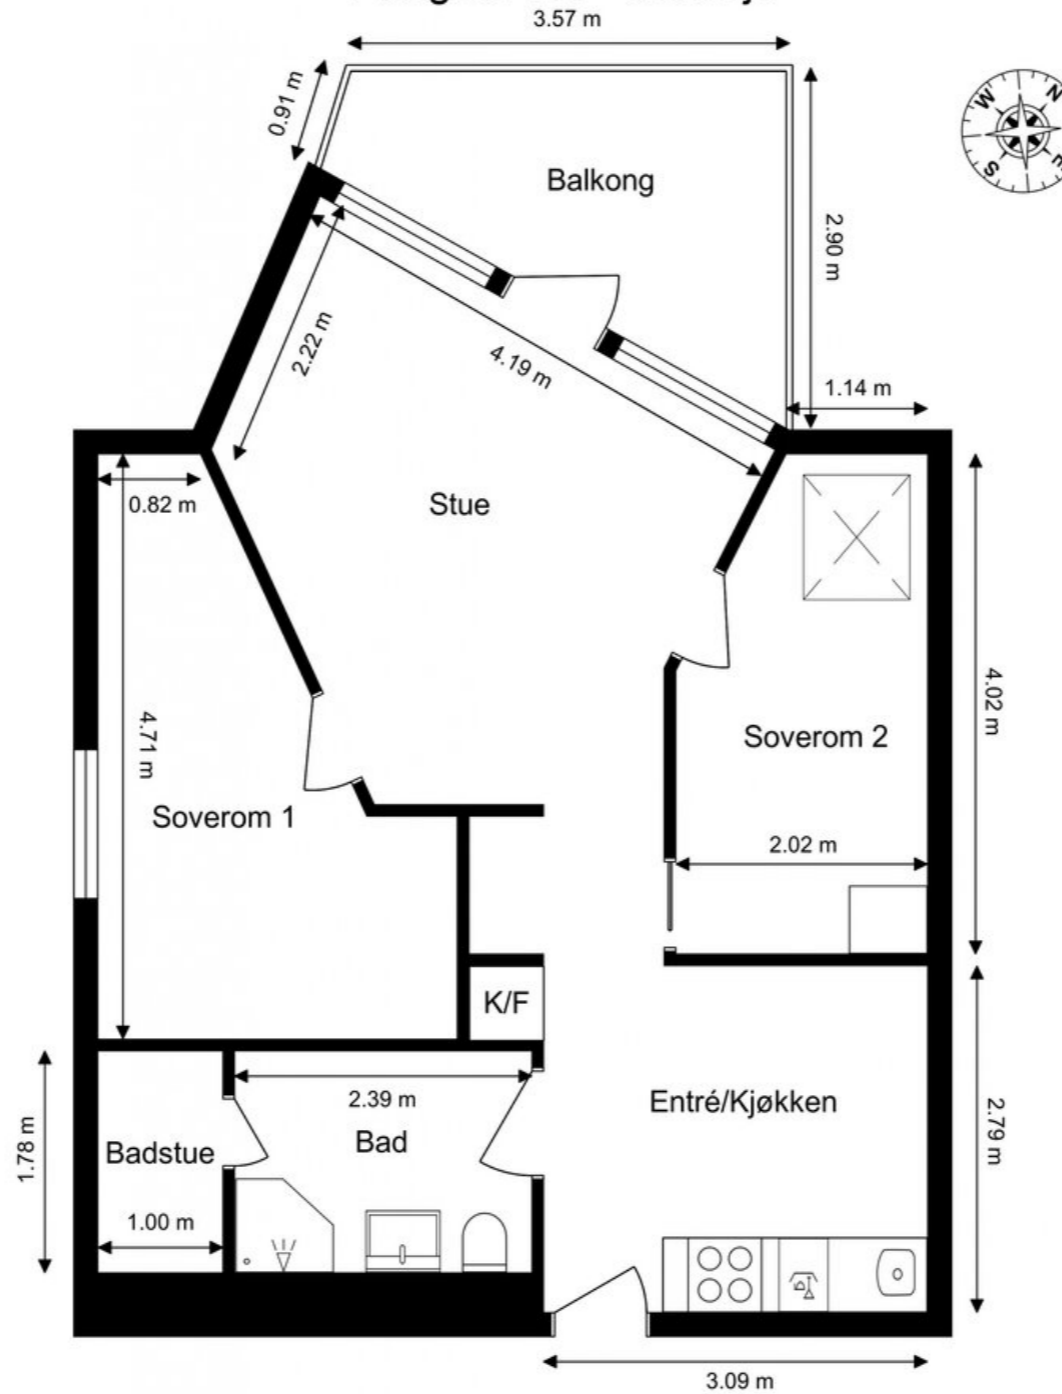 3.57 m
0.91 m
W
N
S
E
Balkong
2.90 m
2.22 m
4.19 m
1.14 m
0.82 m
Stue
4.71 m
4.02 m
Soverom 2
Soverom 1
2.02 m
K/F
2.39 m
Entré/Kjøkken
2.79 m
1.78 m
Badstue
Bad
1.00 m
3.09 m